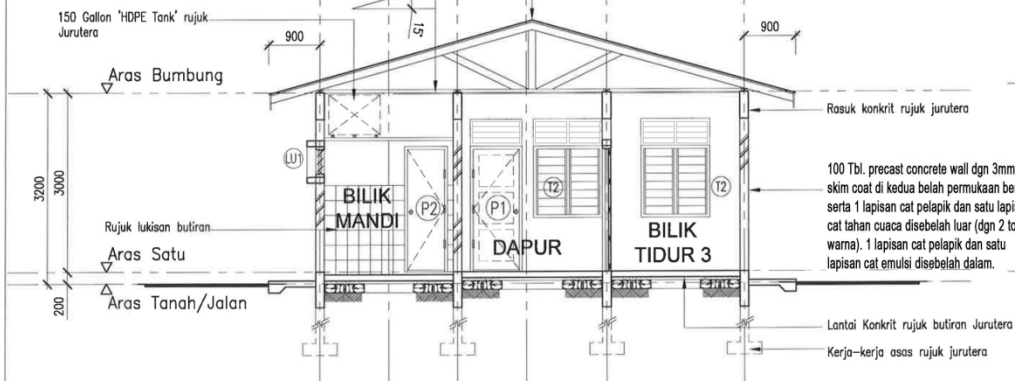 150 Gallon 'HDPE Tank' rujuk
Jurutera
15°
900
900
Aras Bumbung
Rasuk konkrit rujuk jurutera
3200
3000
LU1
P2
P1
T2
T2
BILIK
MANDI
DAPUR
BILIK
TIDUR 3
100 Tbl. precast concrete wall dgn 3mm
skim coat di kedua belah permukaan
serta 1 lapisan cat pelapik dan satu
cat tahan cuaca disebelah luar (dgn 2
warna). 1 lapisan cat pelapik dan satu
lapisan cat emulsi disebelah dalam.
Rujuk lukisan butiran
Aras Satu
200
Aras Tanah/Jalan
Lantai Konkrit rujuk butiran Jurutera
Kerja-kerja asas rujuk jurutera